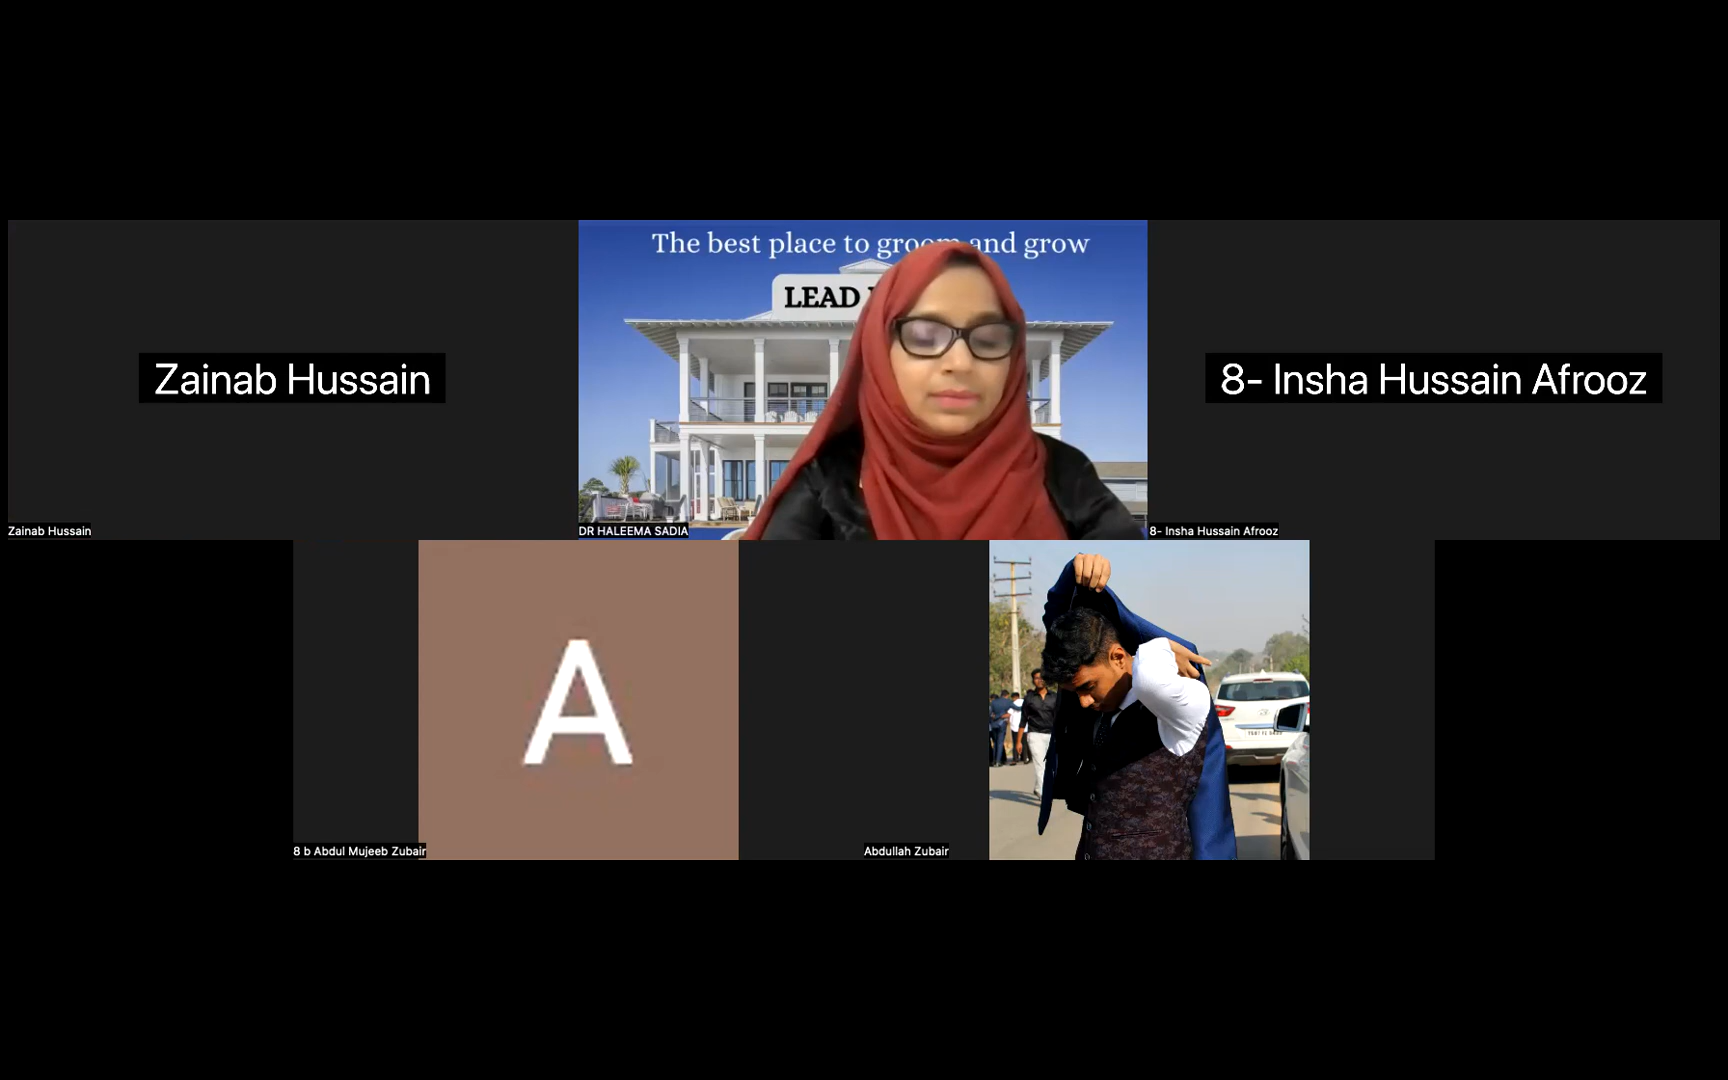 The best place to groom and grow
LEAD
Zainab Hussain
8- Insha Hussain Afrooz
Zainab Hussain
DR HALEEMA SADIA
8- Insha Hussain Afrooz
A
8 b Abdul Mujeeb Zubair
Abdullah Zubair